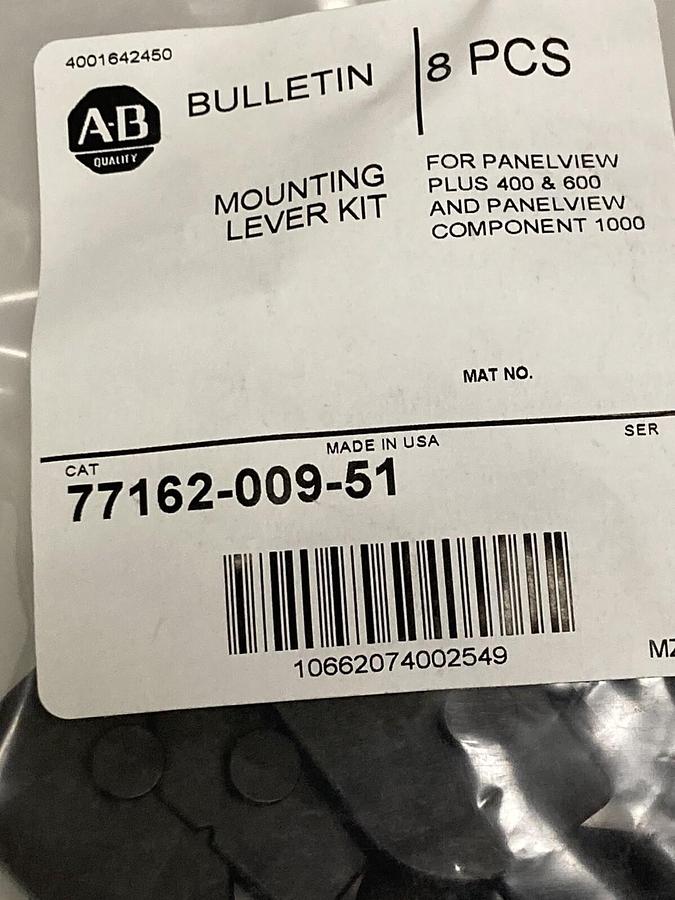 4001642450
A·B
QUALITY
BULLETIN
8 PCS
MOUNTING
LEVER KIT
FOR PANELVIEW
PLUS 400 & 600
AND PANELVIEW
COMPONENT 1000
MAT NO.
MADE IN USA
SER
CAT
77162-009-51
10662074002549